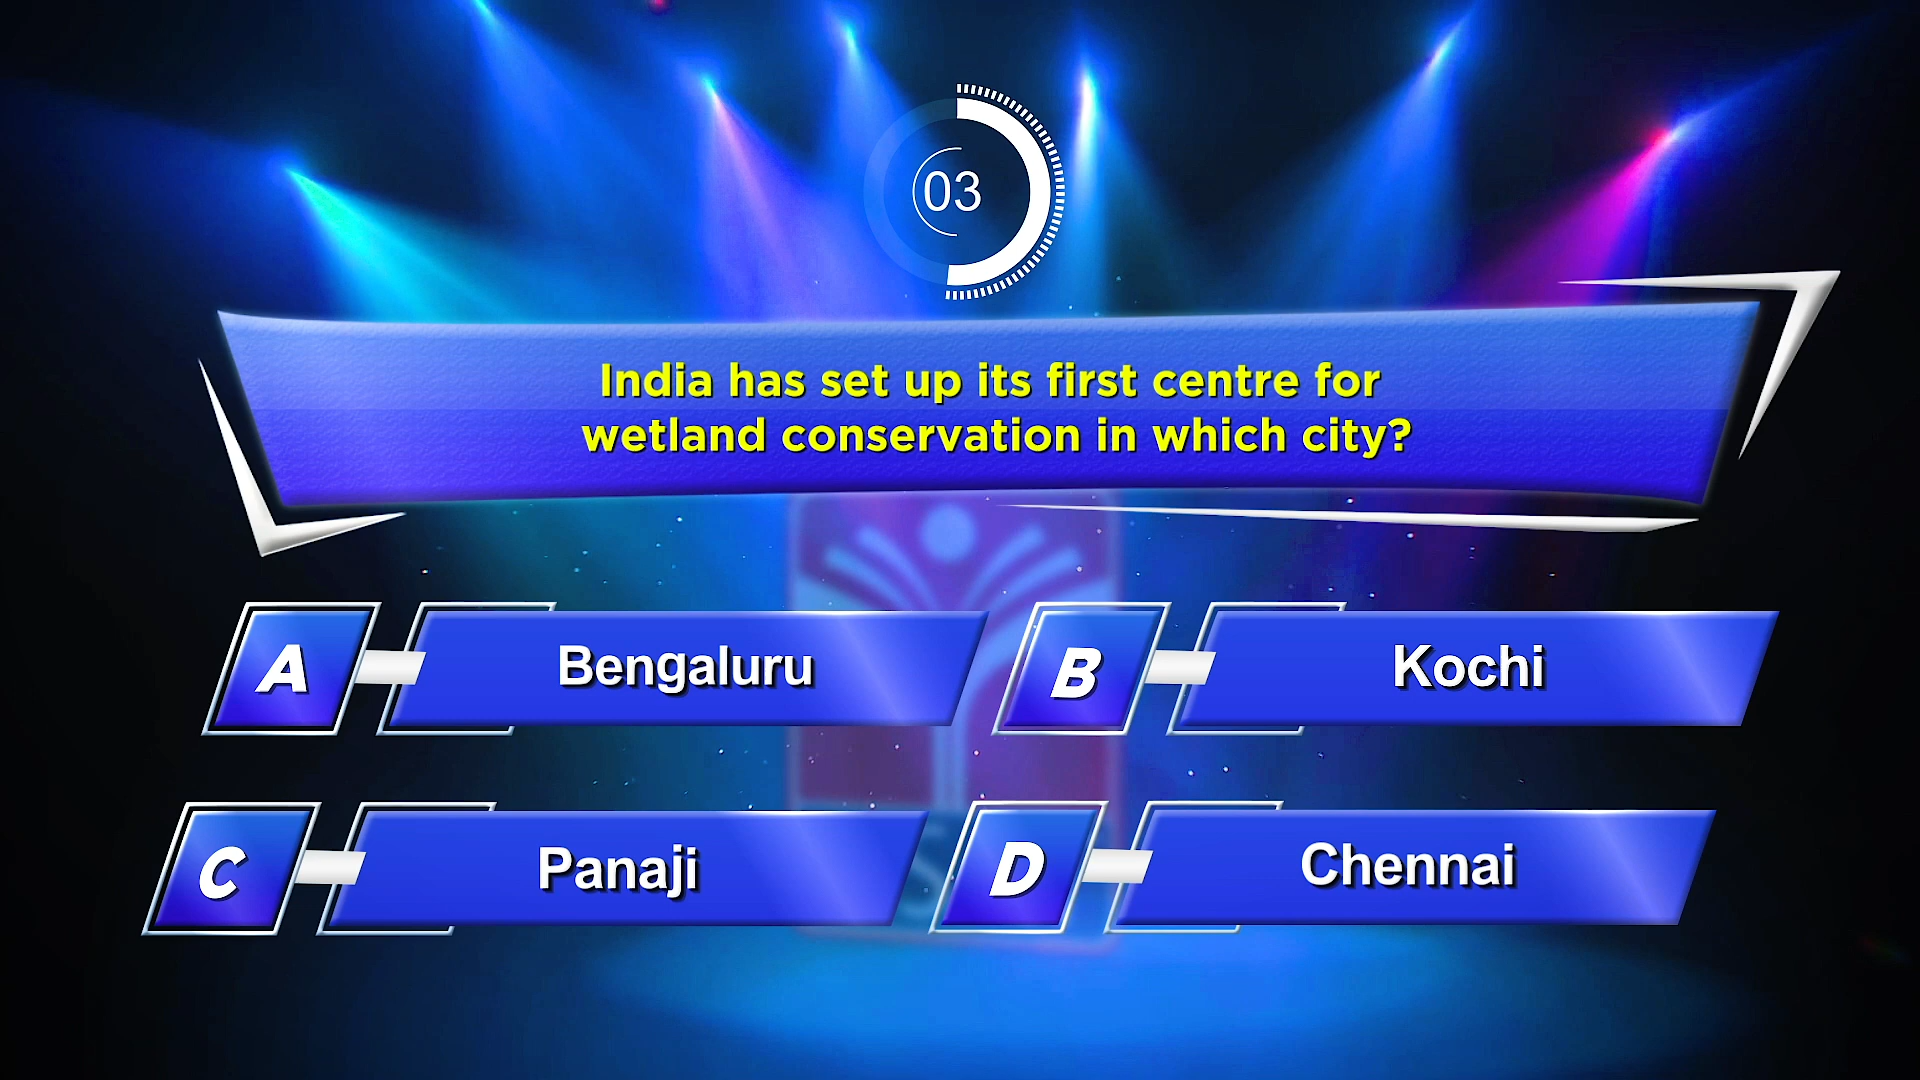 03
India has set up its first centre for
wetland conservation in which city?
A Bengaluru
B Kochi
C Panaji
D Chennai